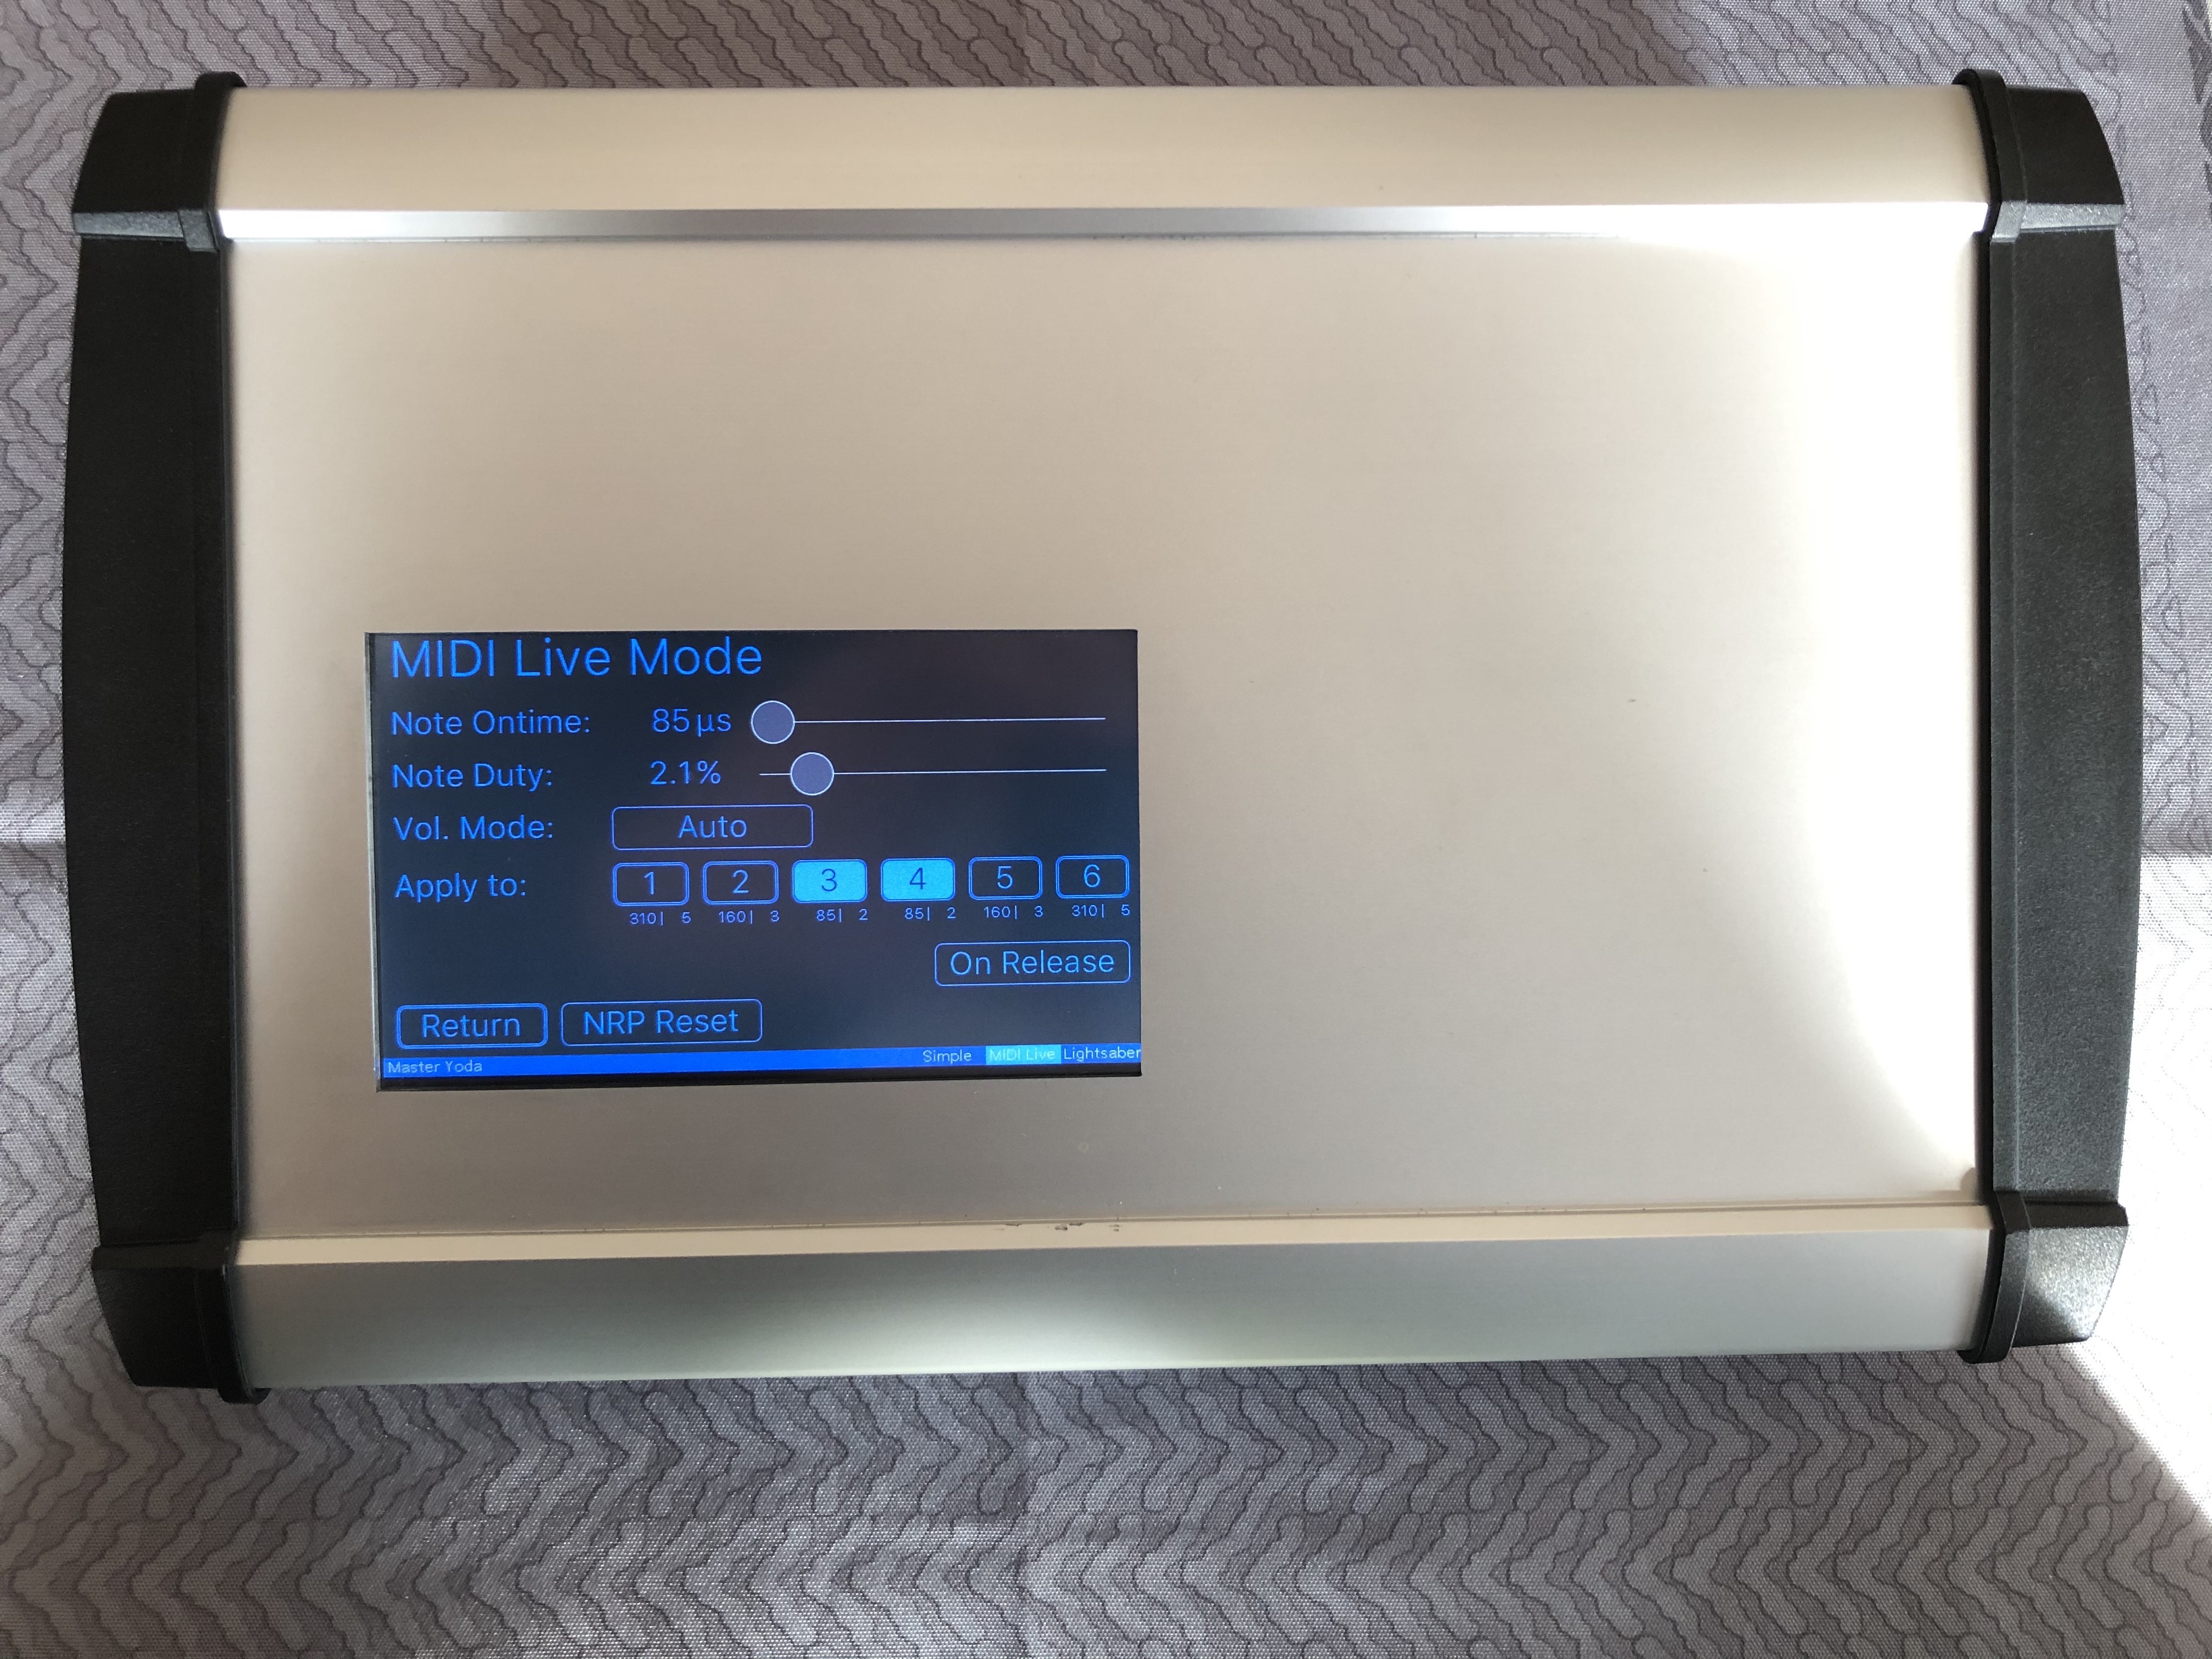 MIDI Live Mode
Note Ontime: 85 µs
Note Duty: 2.1%
Vol. Mode: Auto
Apply to: 1 2 3 4 5 6
310| 5 160| 3 85| 2 85| 2 160| 3 310| 5
On Release
Return NRP Reset
Master Yoda Simple MIDI Live Lightsaber